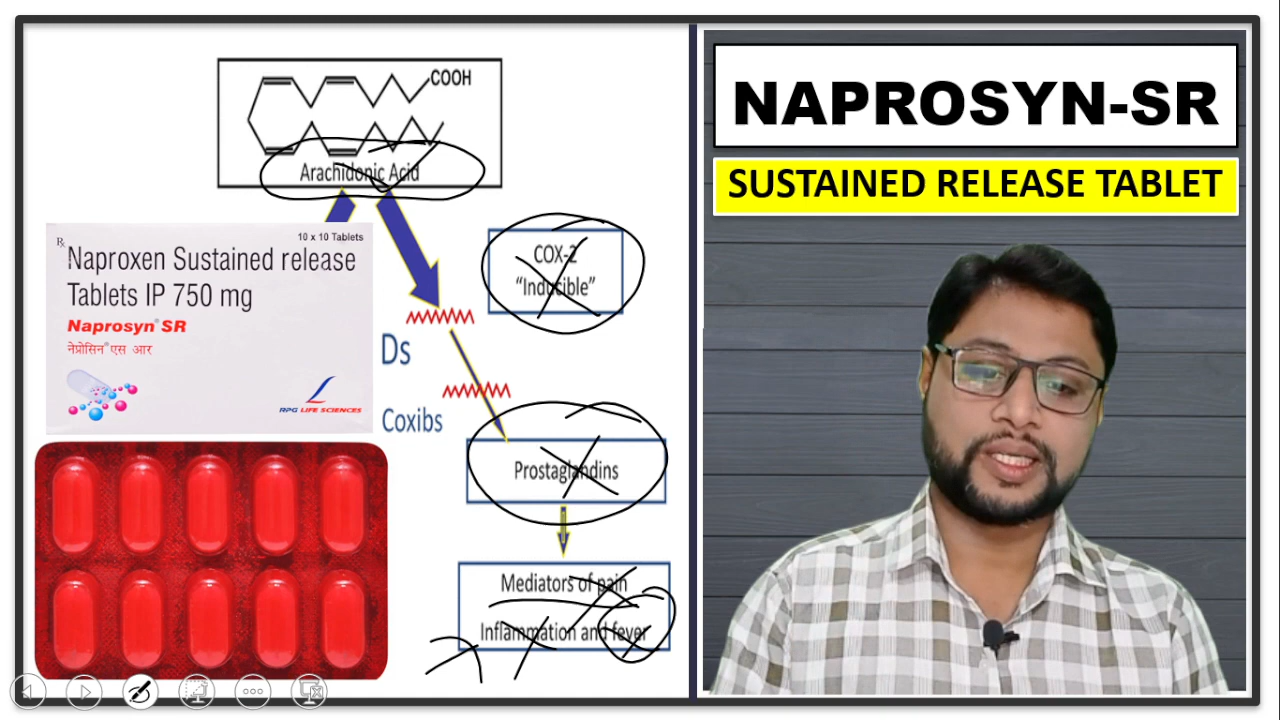 COOH
Arachidonic Acid
Rx
10 x 10 Tablets
Naproxen Sustained release
Tablets IP 750 mg
Naprosyn® SR
नेप्रोसिन® एस आर
RPG LIFE SCIENCES
COX-2
“Inducible”
Ds
Coxibs
Prostaglandins
Mediators of pain
Inflammation and fever
NAPROSYN-SR
SUSTAINED RELEASE TABLET